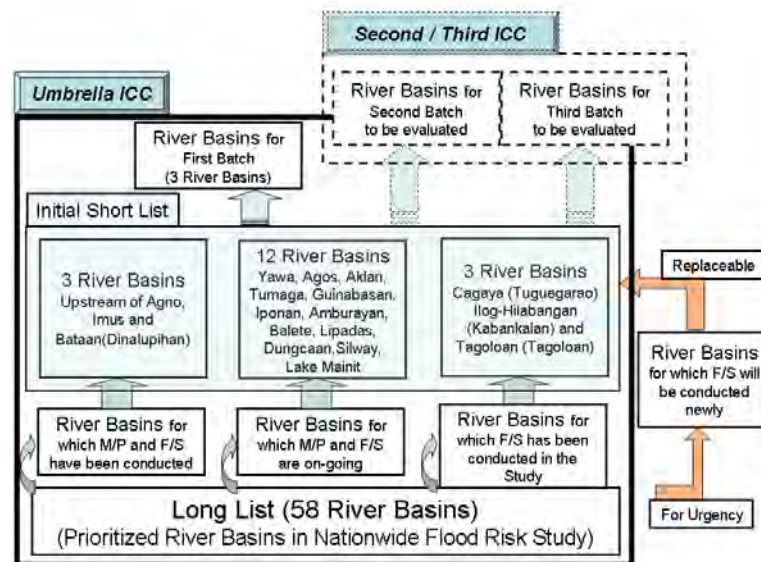 Second / Third ICC
Umbrella ICC
River Basins for
Second Batch
to be evaluated
River Basins for
Third Batch
to be evaluated
River Basins for
First Batch
(3 River Basins)
Initial Short List
3 River Basins
Upstream of Agno,
Imus and
Bataan(Dinalupihan)
12 River Basins
Yawa, Agos, Aklan,
Tumaga, Guinabasan,
Iponan, Amburayan,
Balete, Lipadas,
Dungcaan,Silway,
Lake Mainit
3 River Basins
Cagaya (Tuguegarao)
Ilog-Hilabangan
(Kabankalan) and
Tagoloan (Tagoloan)
Replaceable
River Basins
for which F/S will
be conducted
newly
For Urgency
River Basins for
which M/P and F/S
have been conducted
River Basins for
which M/P and F/S
are on-going
River Basins for
which F/S has been
conducted in the
Study
Long List (58 River Basins)
(Prioritized River Basins in Nationwide Flood Risk Study)